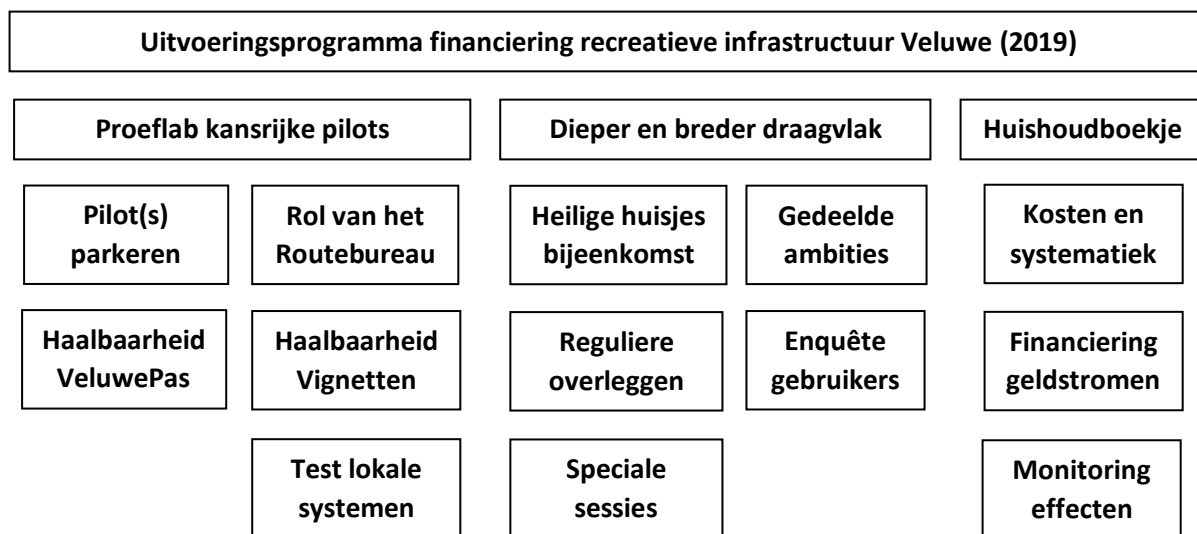 Uitvoeringsprogramma financiering recreatieve infrastructuur Veluwe (2019)
Proeflab kansrijke pilots
Dieper en breder draagvlak
Huishoudboekje
Pilot(s)
parkeren
Rol van het
Routebureau
Heilige huisjes
bijeenkomst
Gedeelde
ambities
Kosten en
systematiek
Haalbaarheid
VeluwePas
Haalbaarheid
Vignetten
Reguliere
overleggen
Enquête
gebruikers
Financiering
geldstromen
Test lokale
systemen
Speciale
sessies
Monitoring
effecten